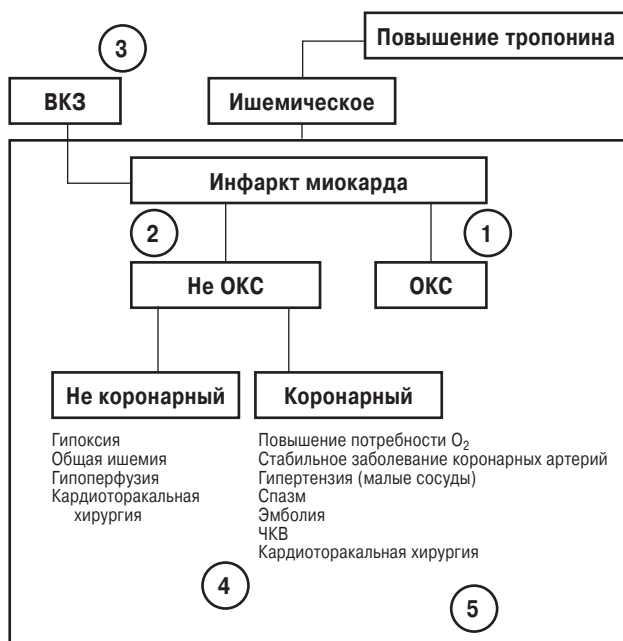 Повышение тропонина
3
ВКЗ
Ишемическое
Инфаркт миокарда
2
1
Не ОКС
ОКС
Не коронарный
Коронарный
Гипоксия
Общая ишемия
Гипоперфузия
Кардиоторакальная
хирургия
Повышение потребности O₂
Стабильное заболевание коронарных артерий
Гипертензия (малые сосуды)
Спазм
Эмболия
ЧКВ
Кардиоторакальная хирургия
4
5